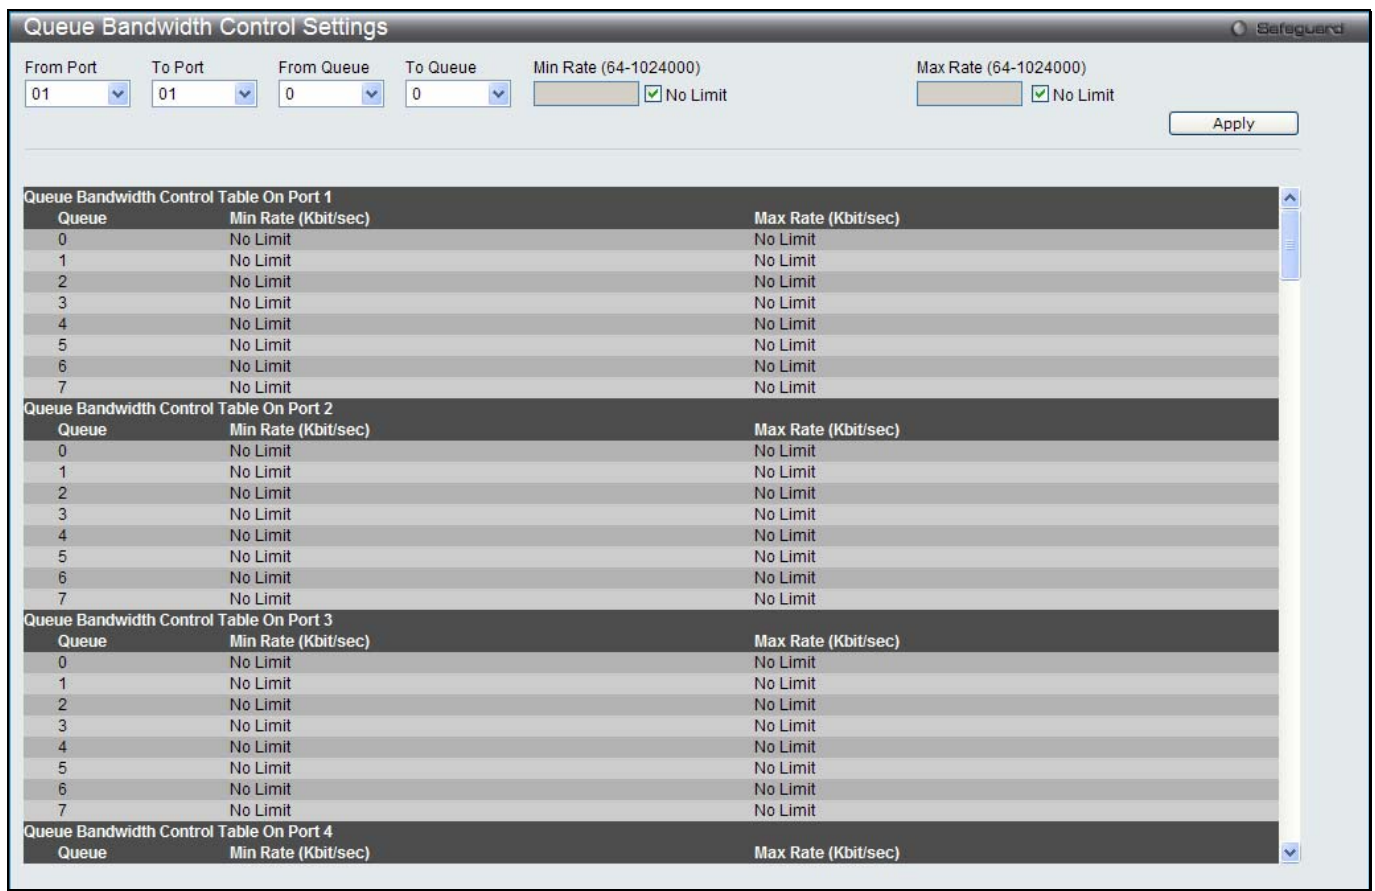 Queue Bandwidth Control Settings
Safeguard
From Port To Port From Queue To Queue Min Rate (64-1024000) Max Rate (64-1024000)
01 01 0 0 No Limit No Limit
Apply
Queue Bandwidth Control Table On Port 1
Queue Min Rate (Kbit/sec) Max Rate (Kbit/sec)
0 No Limit No Limit
1 No Limit No Limit
2 No Limit No Limit
3 No Limit No Limit
4 No Limit No Limit
5 No Limit No Limit
6 No Limit No Limit
7 No Limit No Limit
Queue Bandwidth Control Table On Port 2
Queue Min Rate (Kbit/sec) Max Rate (Kbit/sec)
0 No Limit No Limit
1 No Limit No Limit
2 No Limit No Limit
3 No Limit No Limit
4 No Limit No Limit
5 No Limit No Limit
6 No Limit No Limit
7 No Limit No Limit
Queue Bandwidth Control Table On Port 3
Queue Min Rate (Kbit/sec) Max Rate (Kbit/sec)
0 No Limit No Limit
1 No Limit No Limit
2 No Limit No Limit
3 No Limit No Limit
4 No Limit No Limit
5 No Limit No Limit
6 No Limit No Limit
7 No Limit No Limit
Queue Bandwidth Control Table On Port 4
Queue Min Rate (Kbit/sec) Max Rate (Kbit/sec)